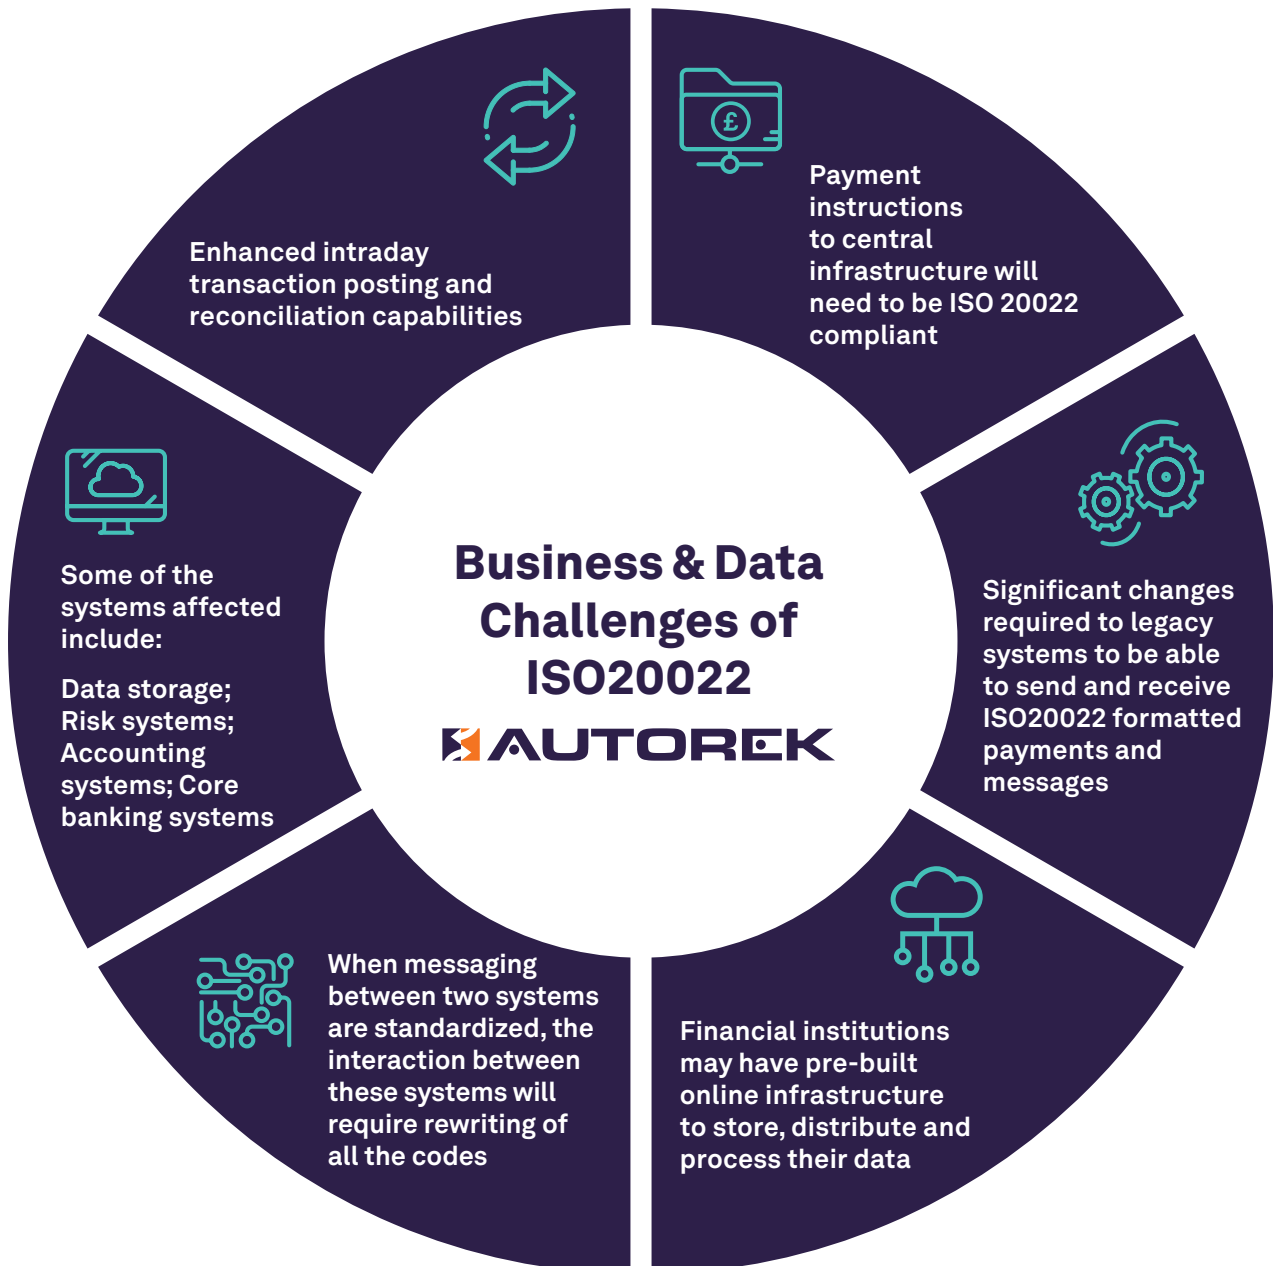 Business & Data
Challenges of
ISO20022
AUTOREK
£
Payment
instructions
to central
infrastructure will
need to be ISO 20022
compliant
Significant changes
required to legacy
systems to be able
to send and receive
ISO20022 formatted
payments and
messages
Financial institutions
may have pre-built
online infrastructure
to store, distribute and
process their data
When messaging
between two systems
are standardized, the
interaction between
these systems will
require rewriting of
all the codes
Some of the
systems affected
include:
Data storage;
Risk systems;
Accounting
systems; Core
banking systems
Enhanced intraday
transaction posting and
reconciliation capabilities